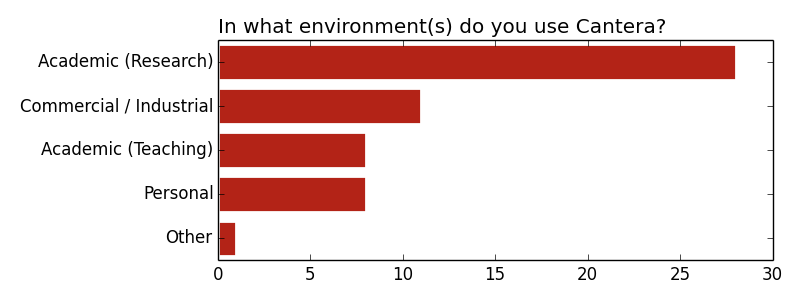 In what environment(s) do you use Cantera?
Academic (Research)
Commercial / Industrial
Academic (Teaching)
Personal
Other
0 5 10 15 20 25 30